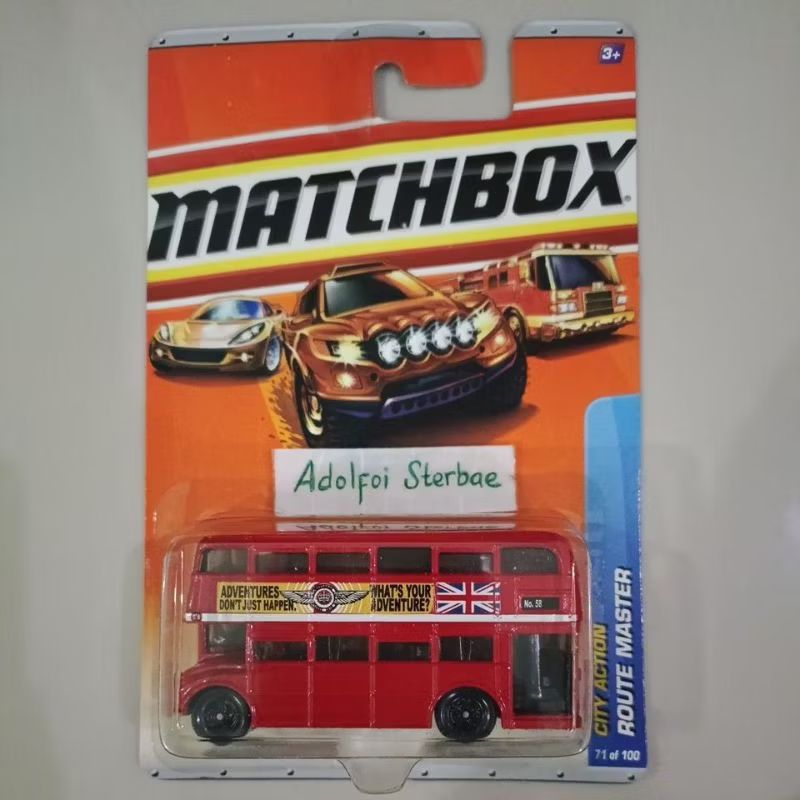 3+
MATCHBOX®
Adolfoi Sterbae
ADVENTURES
DON'T JUST HAPPEN.
WHAT'S YOUR
ADVENTURE?
No. 58
CITY ACTION
ROUTE MASTER
71 of 100